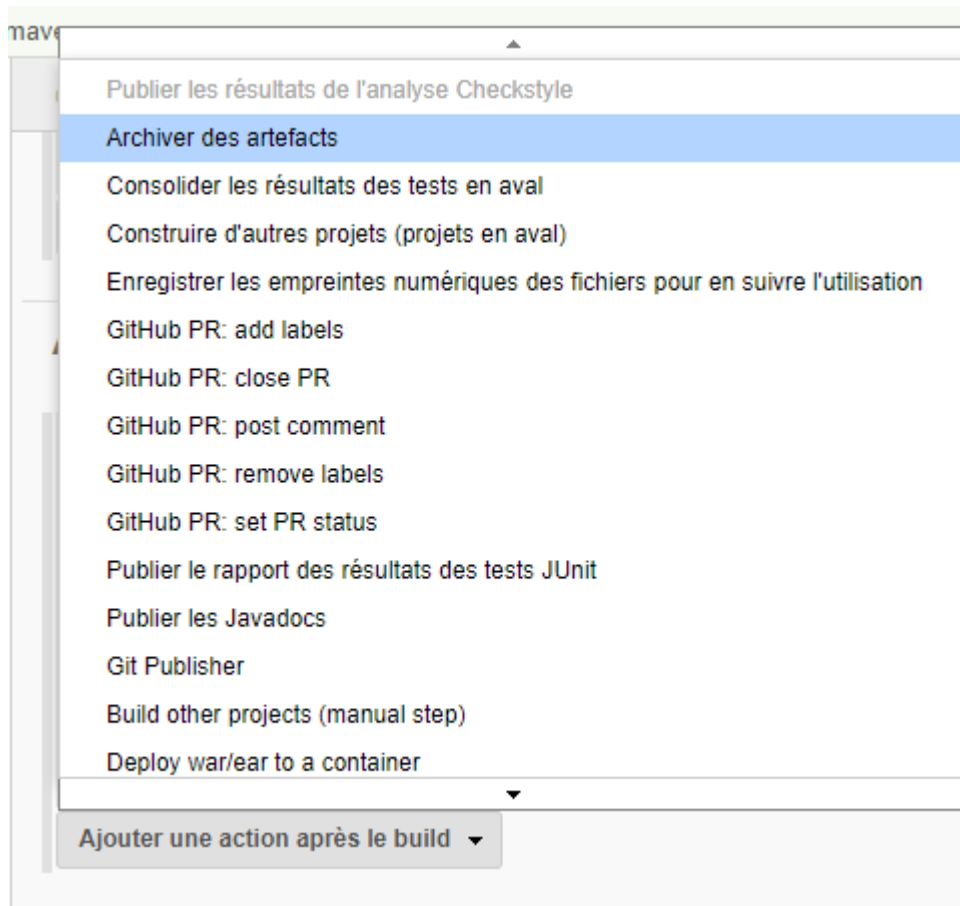 mave
Publier les résultats de l'analyse Checkstyle
Archiver des artefacts
Consolider les résultats des tests en aval
Construire d'autres projets (projets en aval)
Enregistrer les empreintes numériques des fichiers pour en suivre l'utilisation
GitHub PR: add labels
GitHub PR: close PR
GitHub PR: post comment
GitHub PR: remove labels
GitHub PR: set PR status
Publier le rapport des résultats des tests JUnit
Publier les Javadocs
Git Publisher
Build other projects (manual step)
Deploy war/ear to a container
Ajouter une action après le build